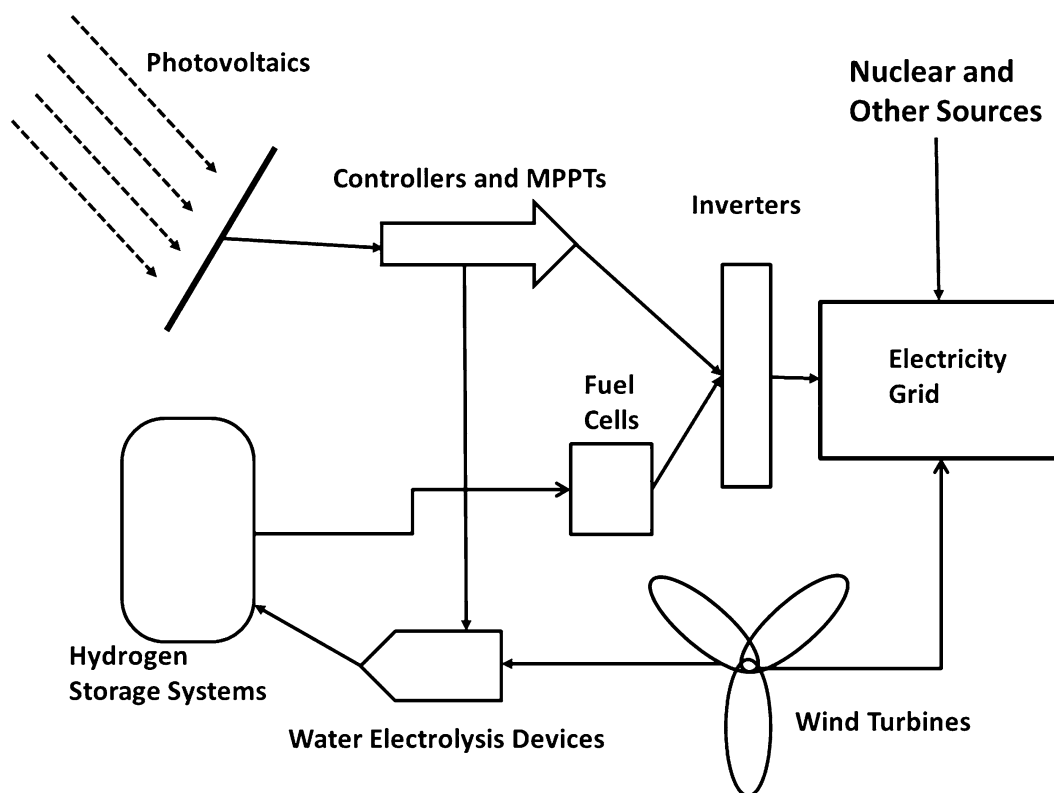 Photovoltaics
Nuclear and
Other Sources
Controllers and MPPTs
Inverters
Electricity
Grid
Fuel
Cells
Hydrogen
Storage Systems
Wind Turbines
Water Electrolysis Devices